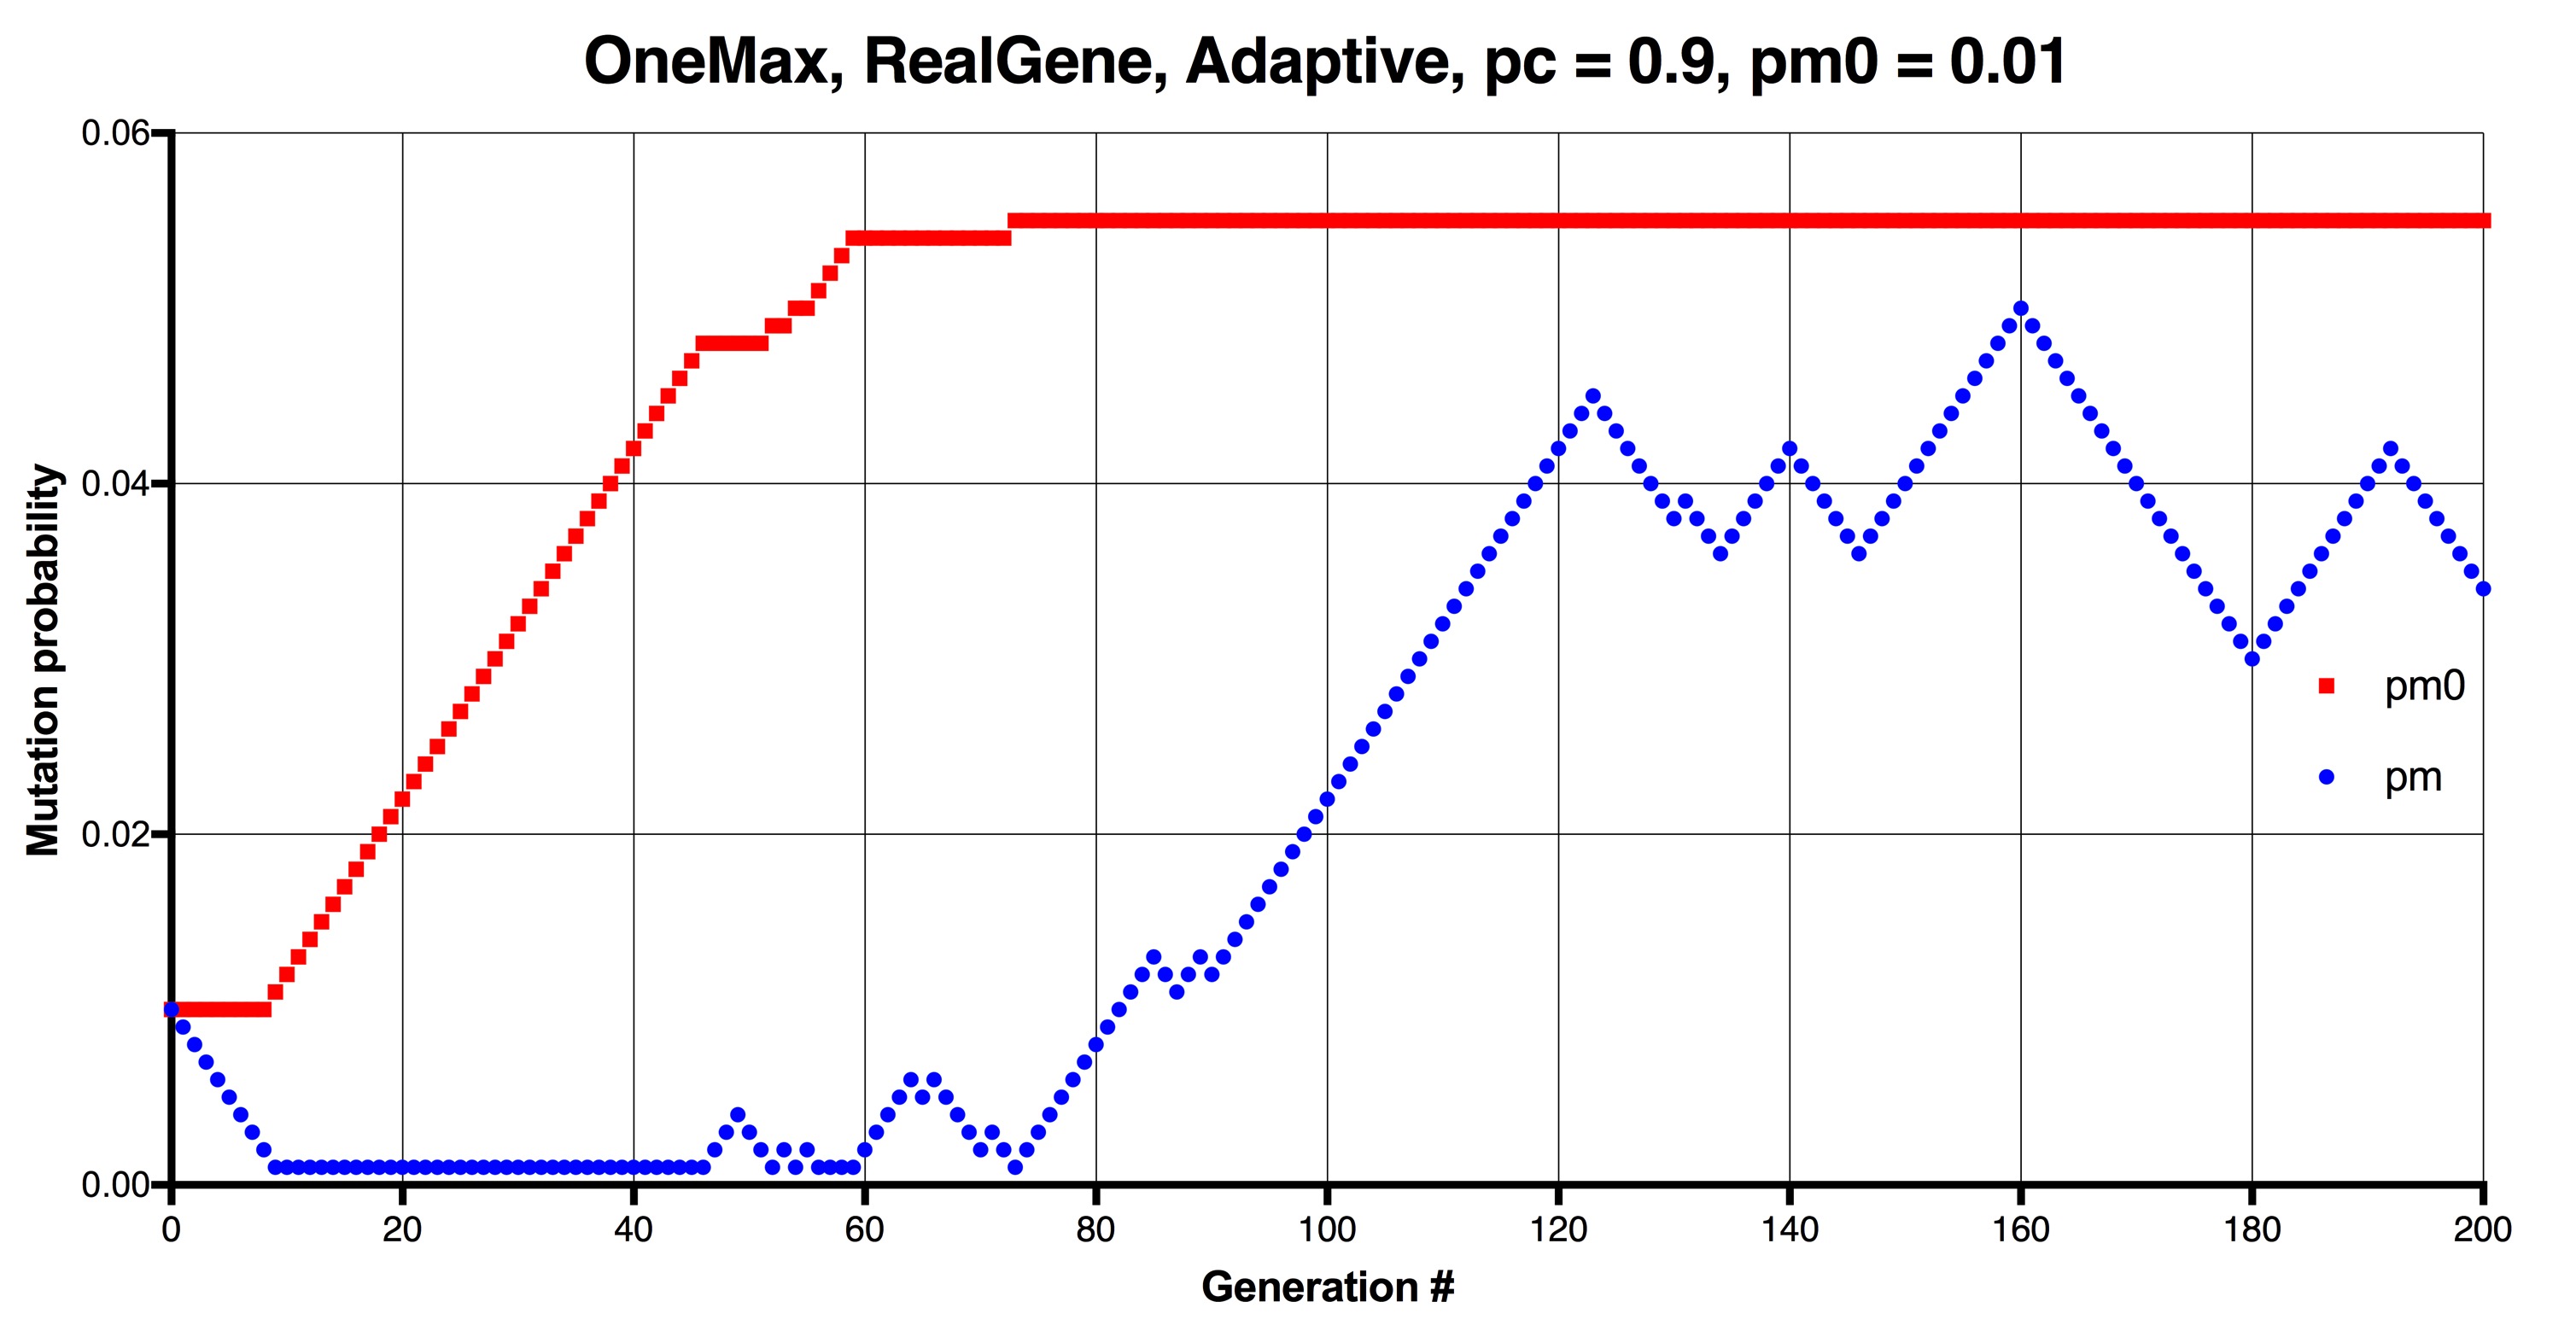 OneMax, RealGene, Adaptive, pc = 0.9, pm0 = 0.01
0.06
0.04
0.02
0.00
Mutation probability
pm0
pm
0 20 40 60 80 100 120 140 160 180 200
Generation #